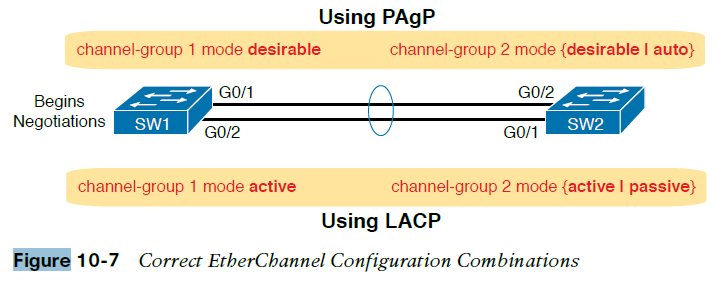 Using PAgP
channel-group 1 mode desirable
channel-group 2 mode {desirable | auto}
Begins
Negotiations
SW1
G0/1
G0/2
G0/2
G0/1
SW2
channel-group 1 mode active
channel-group 2 mode {active | passive}
Using LACP
Figure 10-7 Correct EtherChannel Configuration Combinations